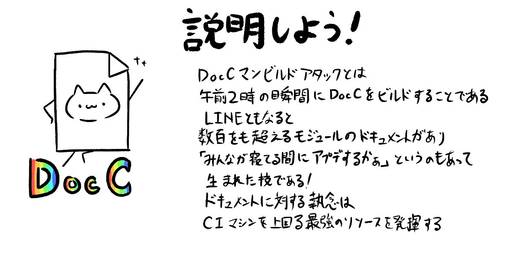 説明しよう!
DocCマンビルドアタックとは
午前2時の瞬間にDocCをビルドすることである
LINEともなると
数百をも超えるモジュールのドキュメントがあり
「みんなが寝てる間にアプデするかぁ」というのもあって
生まれた技である!
ドキュメントに対する執念は
CIマシンを上回る最強のリソースを発揮する
DocC